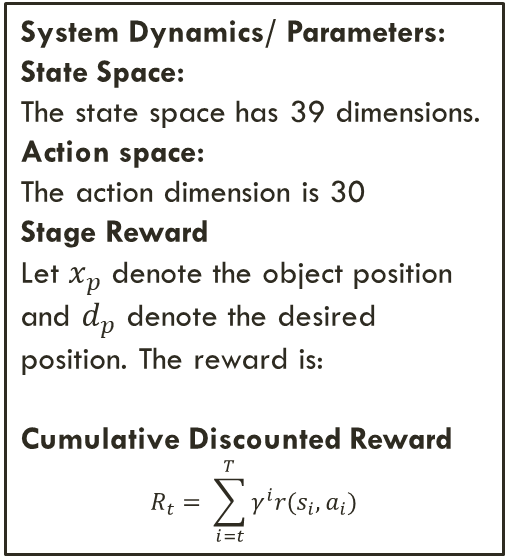 System Dynamics/ Parameters:
State Space:
The state space has 39 dimensions.
Action space:
The action dimension is 30
Stage Reward
Let $x_p$ denote the object position
and $d_p$ denote the desired
position. The reward is:
Cumulative Discounted Reward
$R_t = \sum_{i=t}^{T} \gamma^i r(s_i, a_i)$